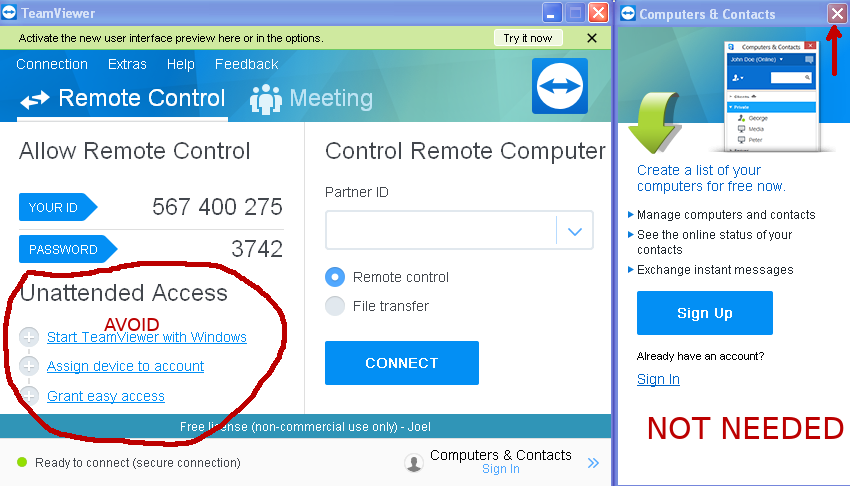 TeamViewer
Activate the new user interface preview here or in the options.
Try it now
Connection Extras Help Feedback
Remote Control
Meeting
Allow Remote Control
YOUR ID
567 400 275
PASSWORD
3742
Unattended Access
AVOID
Start TeamViewer with Windows
Assign device to account
Grant easy access
Control Remote Computer
Partner ID
Remote control
File transfer
CONNECT
Free license (non-commercial use only) - Joel
Ready to connect (secure connection)
Computers & Contacts
Sign In
Computers & Contacts
Computers & Contacts
John Doe (Online)
Private
George
Media
Peter
Create a list of your
computers for free now.
Manage computers and contacts
See the online status of your
contacts
Exchange instant messages
Sign Up
Already have an account?
Sign In
NOT NEEDED